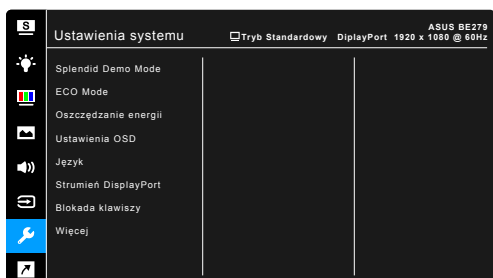 S
ASUS BE279
Ustawienia systemu
Tryb Standardowy DiplayPort 1920 x 1080 @ 60Hz
Splendid Demo Mode
ECO Mode
Oszczędzanie energii
Ustawienia OSD
Język
Strumień DisplayPort
Blokada klawiszy
Więcej